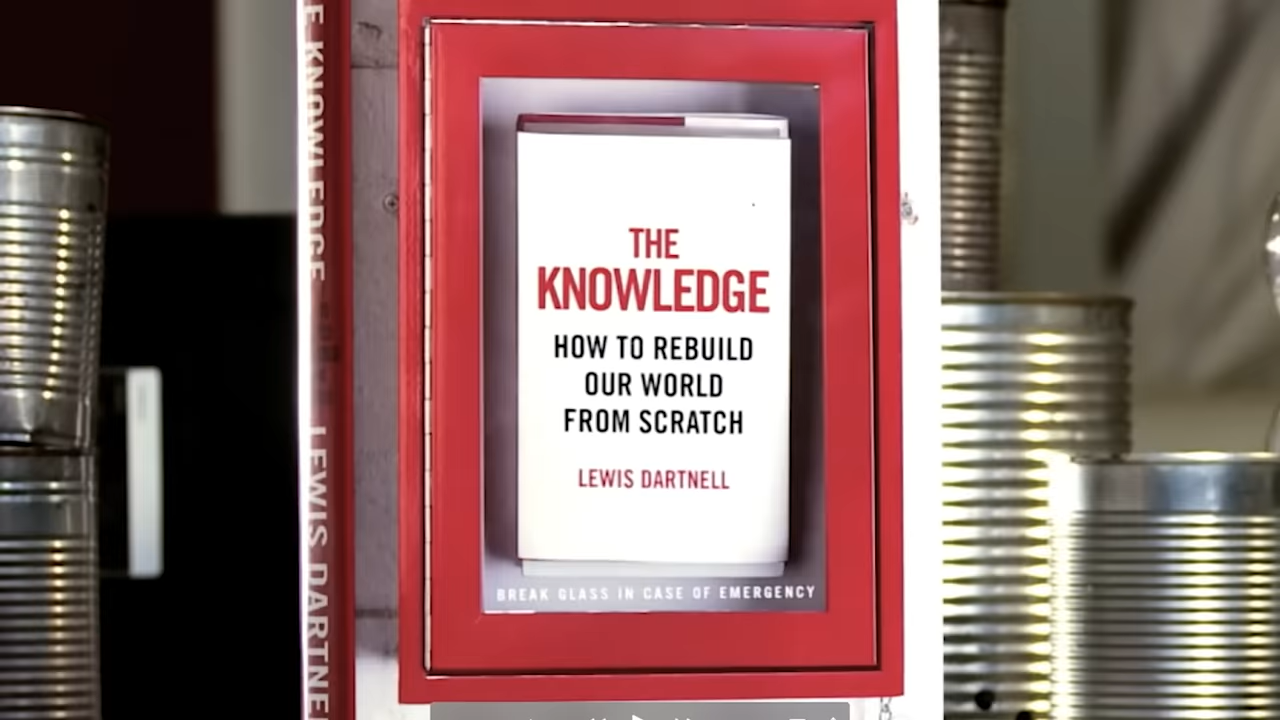 E KNOWLEDGE
LEWIS DARTNE
THE
KNOWLEDGE
HOW TO REBUILD
OUR WORLD
FROM SCRATCH
LEWIS DARTNELL
BREAK GLASS IN CASE OF EMERGENCY